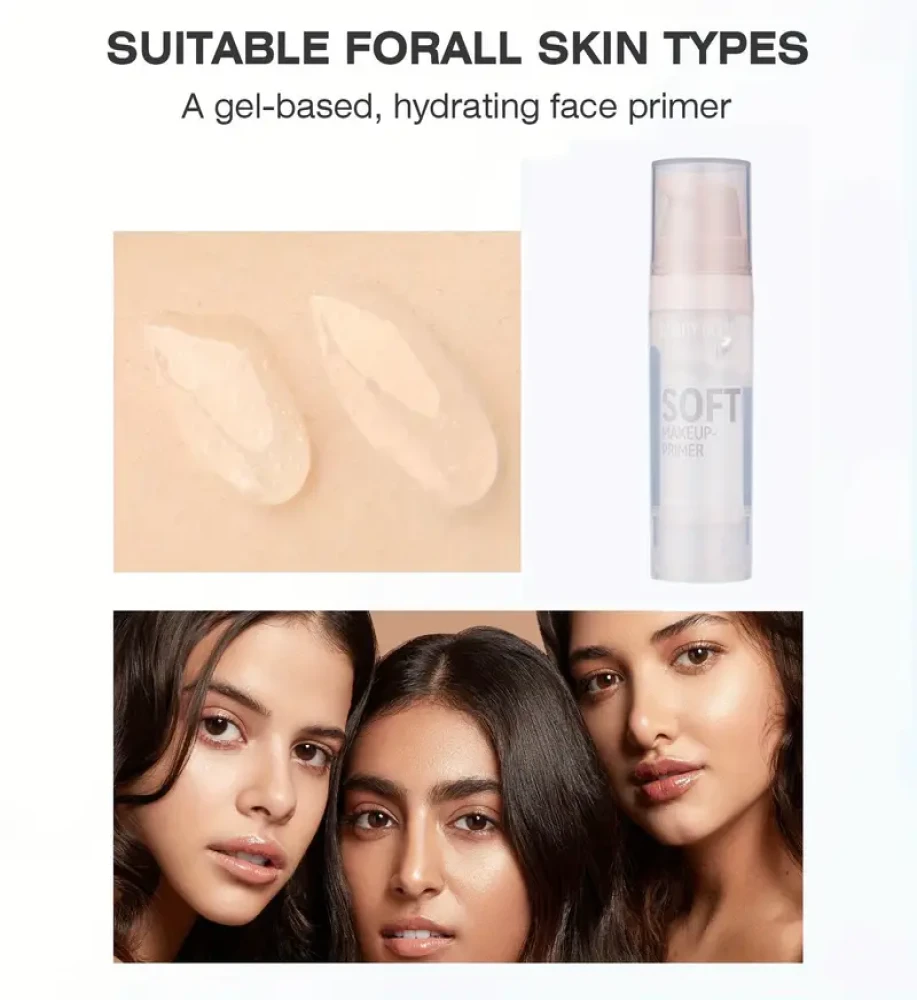 SUITABLE FORALL SKIN TYPES
A gel-based, hydrating face primer
SOFT
MAKEUP-
PRIMER